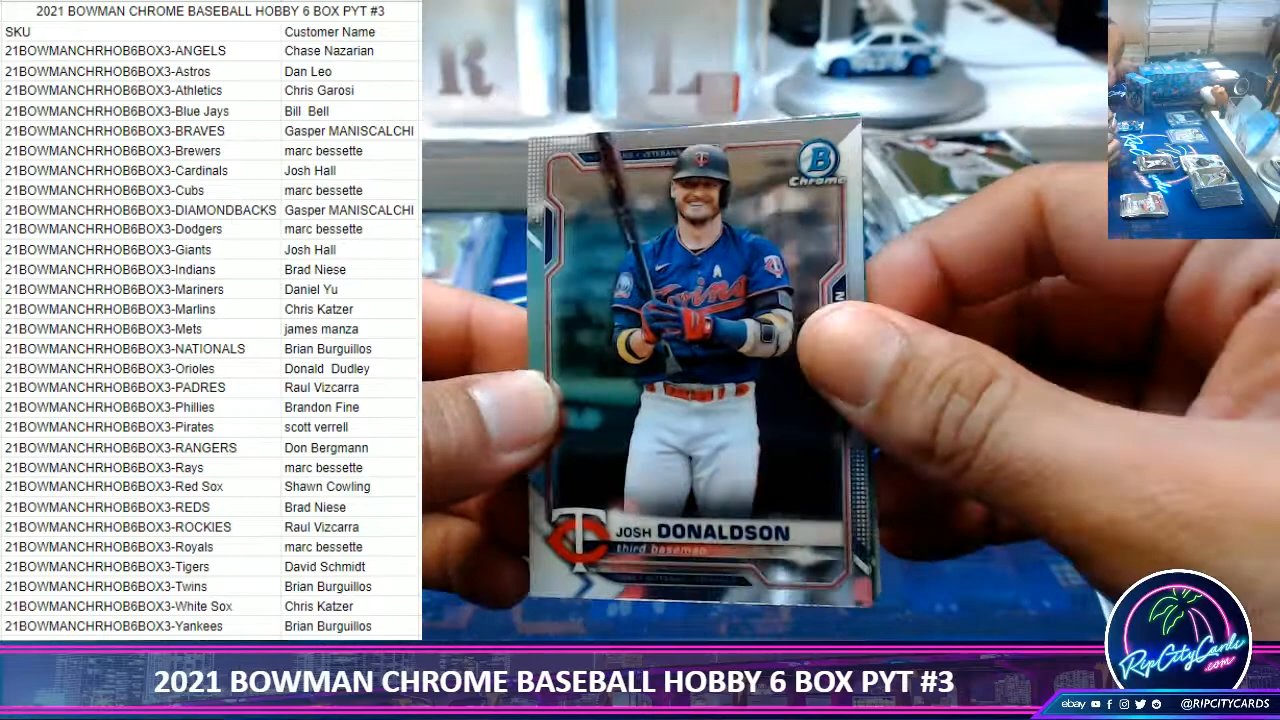 2021 BOWMAN CHROME BASEBALL HOBBY 6 BOX PYT #3
SKU Customer Name
21BOWMANCHRHOB6BOX3-ANGELS Chase Nazarian
21BOWMANCHRHOB6BOX3-Astros Dan Leo
21BOWMANCHRHOB6BOX3-Athletics Chris Garosi
21BOWMANCHRHOB6BOX3-Blue Jays Bill Bell
21BOWMANCHRHOB6BOX3-BRAVES Gasper MANISCALCHI
21BOWMANCHRHOB6BOX3-Brewers marc bessette
21BOWMANCHRHOB6BOX3-Cardinals Josh Hall
21BOWMANCHRHOB6BOX3-Cubs marc bessette
21BOWMANCHRHOB6BOX3-DIAMONDBACKS Gasper MANISCALCHI
21BOWMANCHRHOB6BOX3-Dodgers marc bessette
21BOWMANCHRHOB6BOX3-Giants Josh Hall
21BOWMANCHRHOB6BOX3-Indians Brad Niese
21BOWMANCHRHOB6BOX3-Mariners Daniel Yu
21BOWMANCHRHOB6BOX3-Marlins Chris Katzer
21BOWMANCHRHOB6BOX3-Mets james manza
21BOWMANCHRHOB6BOX3-NATIONALS Brian Burguillos
21BOWMANCHRHOB6BOX3-Orioles Donald Dudley
21BOWMANCHRHOB6BOX3-PADRES Raul Vizcarra
21BOWMANCHRHOB6BOX3-Phillies Brandon Fine
21BOWMANCHRHOB6BOX3-Pirates scott verrell
21BOWMANCHRHOB6BOX3-RANGERS Don Bergmann
21BOWMANCHRHOB6BOX3-Rays marc bessette
21BOWMANCHRHOB6BOX3-Red Sox Shawn Cowling
21BOWMANCHRHOB6BOX3-REDS Brad Niese
21BOWMANCHRHOB6BOX3-ROCKIES Raul Vizcarra
21BOWMANCHRHOB6BOX3-Royals marc bessette
21BOWMANCHRHOB6BOX3-Tigers David Schmidt
21BOWMANCHRHOB6BOX3-Twins Brian Burguillos
21BOWMANCHRHOB6BOX3-White Sox Chris Katzer
21BOWMANCHRHOB6BOX3-Yankees Brian Burguillos
B
Chrome
Twins
JOSH DONALDSON
third baseman
2021 BOWMAN CHROME BASEBALL HOBBY 6 BOX PYT #3
RipCityCards
.com
ebay @RIPCITYCARDS